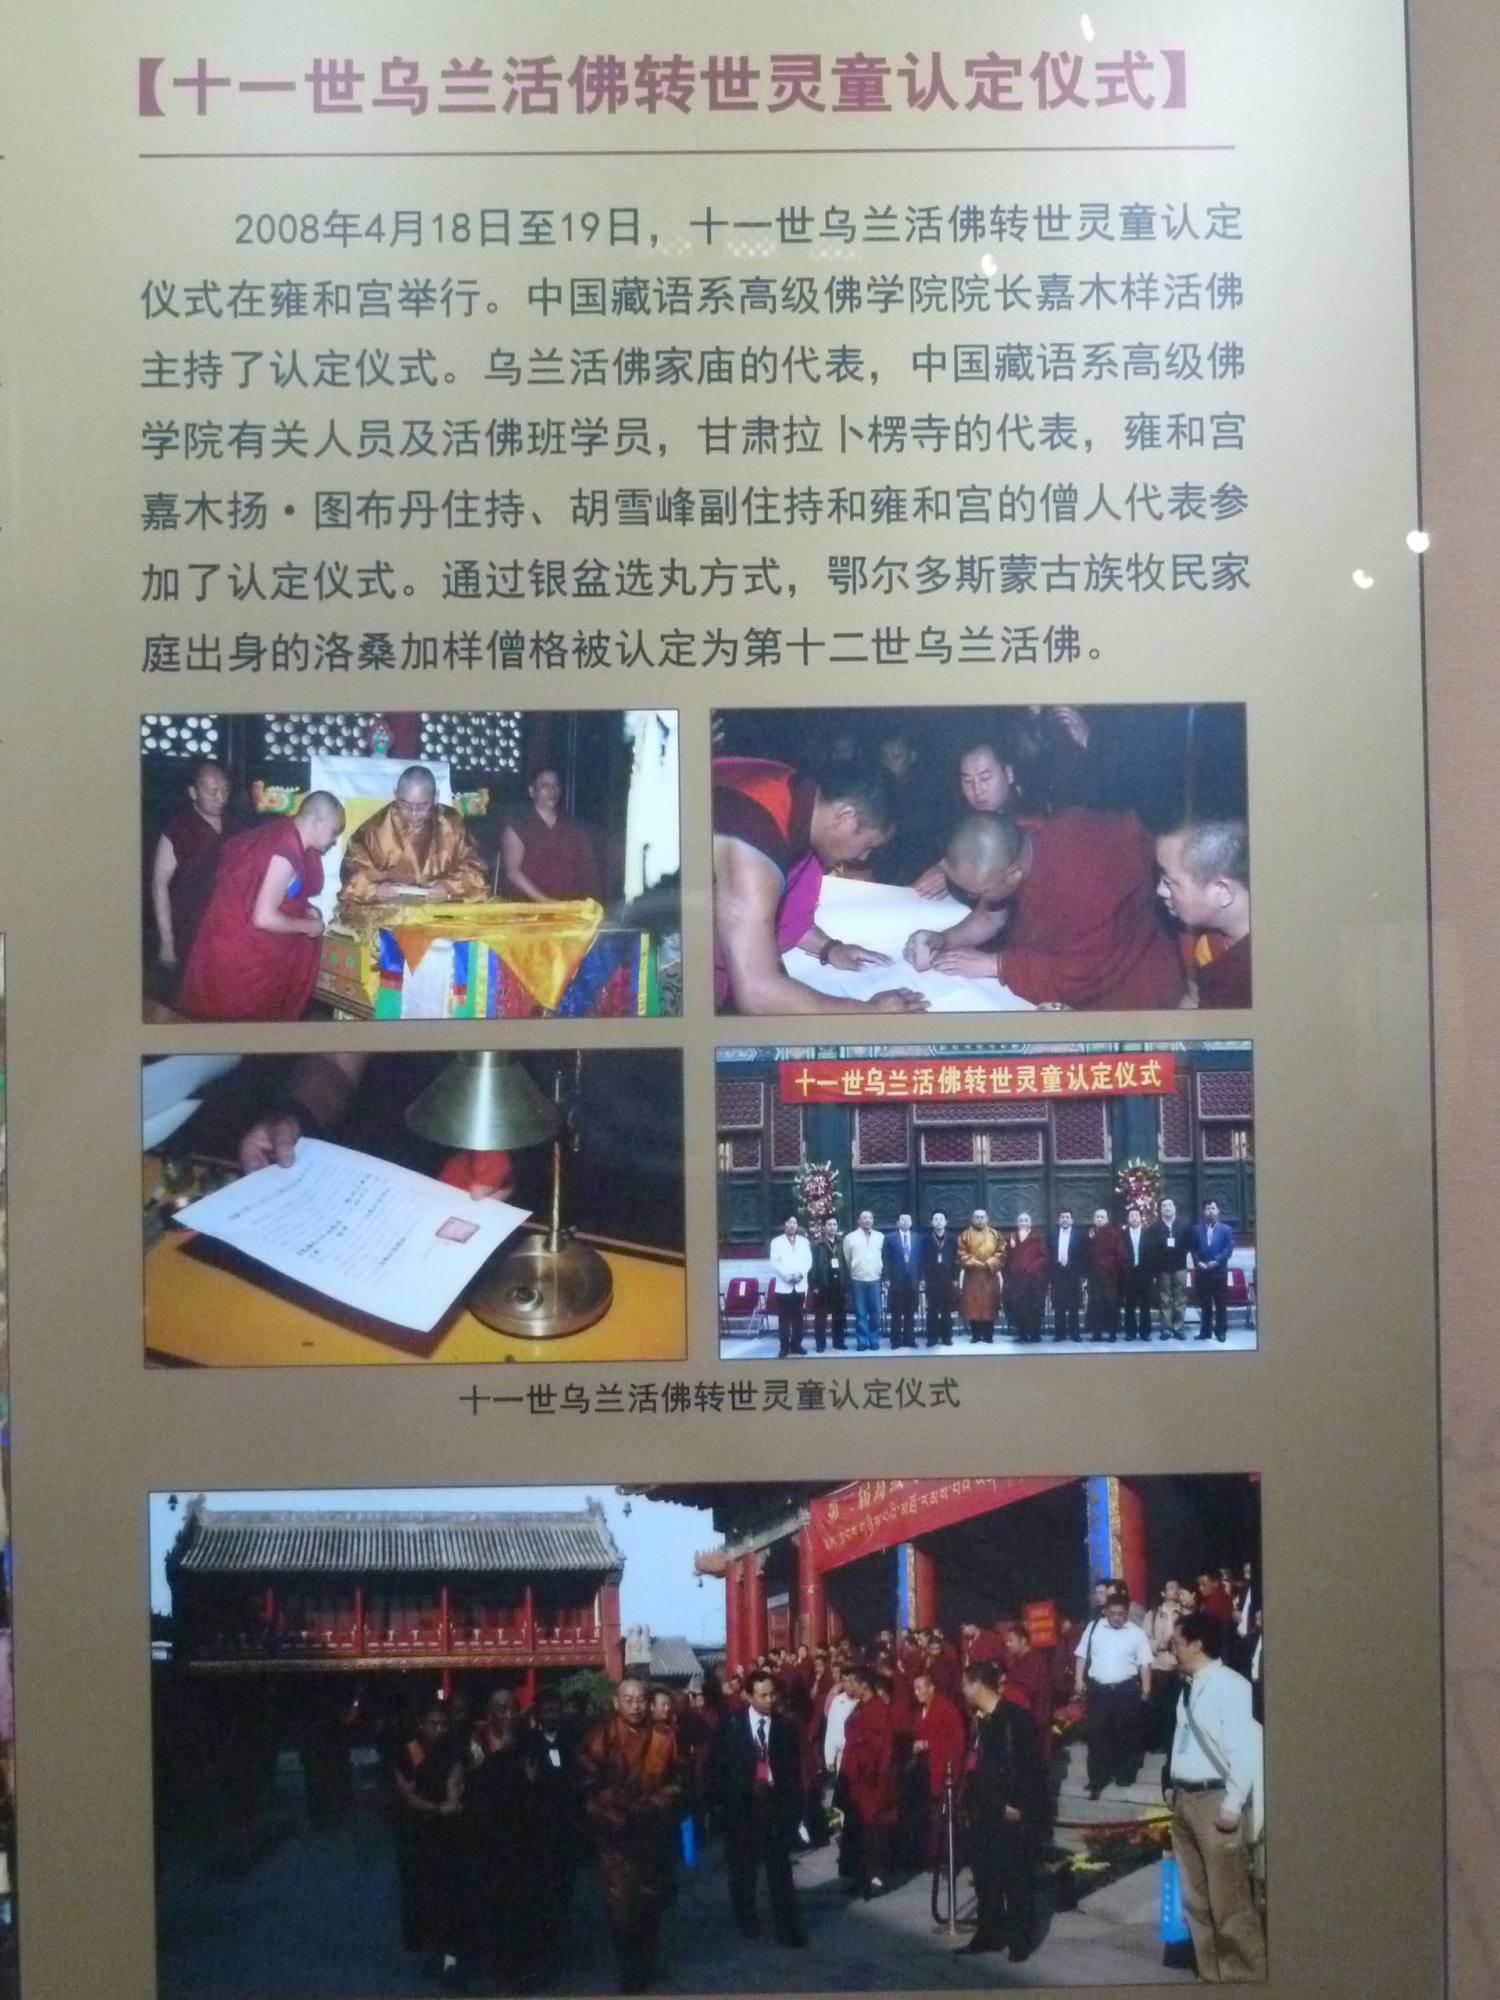 【十一世乌兰活佛转世灵童认定仪式】
2008年4月18日至19日，十一世乌兰活佛转世灵童认定
仪式在雍和宫举行。中国藏语系高级佛学院院长嘉木样活佛
主持了认定仪式。乌兰活佛家庙的代表，中国藏语系高级佛
学院有关人员及活佛班学员，甘肃拉卜楞寺的代表，雍和宫
嘉木扬·图布丹住持、胡雪峰副住持和雍和宫的僧人代表参
加了认定仪式。通过银盆选丸方式，鄂尔多斯蒙古族牧民家
庭出身的洛桑加样僧格被认定为第十二世乌兰活佛。
十一世乌兰活佛转世灵童认定仪式
十一世乌兰活佛转世灵童认定仪式